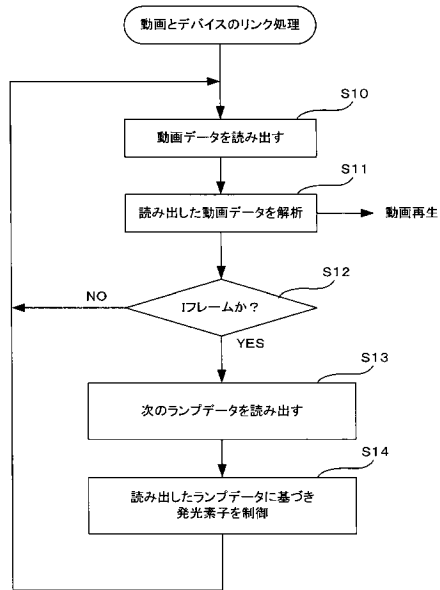 動画とデバイスのリンク処理
S10
動画データを読み出す
S11
読み出した動画データを解析
動画再生
S12
Iフレームか？
NO
YES
S13
次のランプデータを読み出す
S14
読み出したランプデータに基づき
発光素子を制御